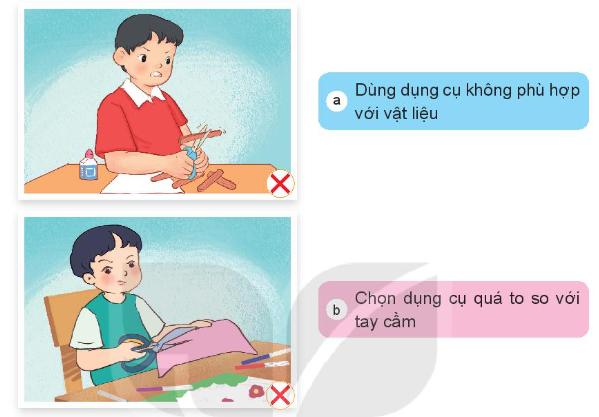 a
Dùng dụng cụ không phù hợp
với vật liệu
b
Chọn dụng cụ quá to so với
tay cầm